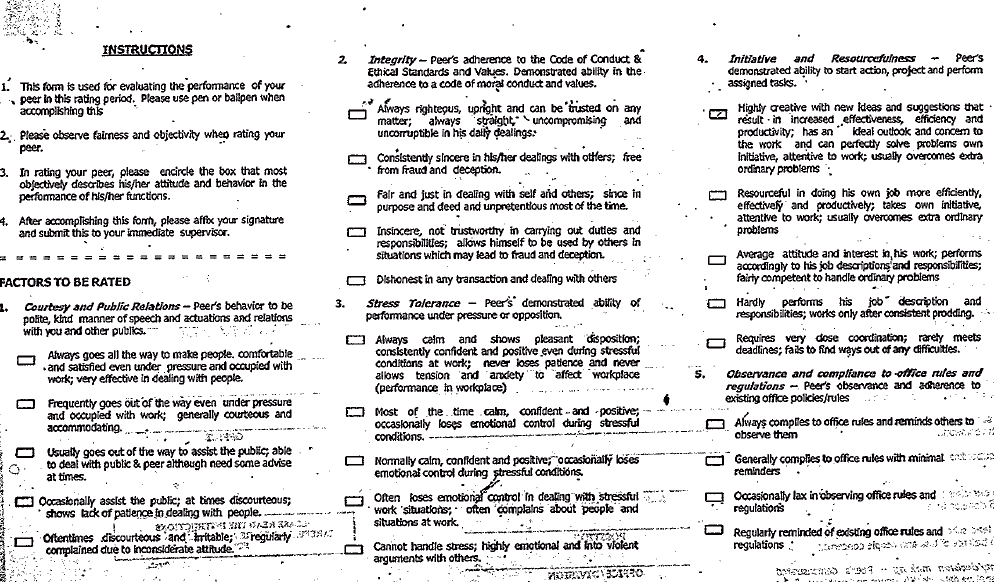 INSTRUCTIONS
1. This form is used for evaluating the performance of your
peer in this rating period. Please use pen or ballpen when
accomplishing this
2. Please observe fairness and objectivity when rating your
peer.
3. In rating your peer, please encircle the box that most
objectively describes his/her attitude and behavior in the
performance of his/her functions.
4. After accomplishing this form, please affix your signature
and submit this to your immediate supervisor.
FACTORS TO BE RATED
1. Courtesy and Public Relations – Peer's behavior to be
polite, kind manner of speech and actuations and relations
with you and other publics.
Always goes all the way to make people comfortable
and satisfied even under pressure and occupied with
work; very effective in dealing with people.
Frequently goes out of the way even under pressure
and occupied with work; generally courteous and
accommodating.
Usually goes out of the way to assist the public; able
to deal with public & peer although need some advise
at times.
Occasionally assist the public; at times discourteous;
shows lack of patience in dealing with people.
Oftentimes discourteous and irritable; regularly
complained due to inconsiderate attitude.
2. Integrity – Peer's adherence to the Code of Conduct &
Ethical Standards and Values. Demonstrated ability in the
adherence to a code of moral conduct and values.
Always righteous, upright and can be trusted on any
matter; always straight, uncompromising and
uncorruptible in his daily dealings.
Consistently sincere in his/her dealings with others; free
from fraud and deception.
Fair and just in dealing with self and others; since in
purpose and deed and unpretentious most of the time.
Insincere, not trustworthy in carrying out duties and
responsibilities; allows himself to be used by others in
situations which may lead to fraud and deception.
Dishonest in any transaction and dealing with others
3. Stress Tolerance – Peer's demonstrated ability of
performance under pressure or opposition.
Always calm and shows pleasant disposition;
consistently confident and positive even during stressful
conditions at work; never loses patience and never
allows tension and anxiety to affect workplace
(performance in workplace)
Most of the time calm, confident and positive;
occasionally loses emotional control during stressful
conditions.
Normally calm, confident and positive; occasionally loses
emotional control during stressful conditions.
Often loses emotional control in dealing with stressful
work situations; often complains about people and
situations at work.
Cannot handle stress; highly emotional and into violent
arguments with others.
4. Initiative and Resourcefulness – Peer's
demonstrated ability to start action, project and perform
assigned tasks.
Highly creative with new ideas and suggestions that
result in increased effectiveness, efficiency and
productivity; has an ideal outlook and concern to
the work and can perfectly solve problems own
initiative, attentive to work; usually overcomes extra
ordinary problems
Resourceful in doing his own job more efficiently,
effectively and productively; takes own initiative,
attentive to work; usually overcomes extra ordinary
problems
Average attitude and interest in his work; performs
accordingly to his job descriptions and responsibilities;
fairly competent to handle ordinary problems
Hardly performs his job description and
responsibilities; works only after consistent prodding.
Requires very close coordination; rarely meets
deadlines; fails to find ways out of any difficulties.
5. Observance and compliance to office rules and
regulations – Peer's observance and adherence to
existing office policies/rules
Always complies to office rules and reminds others to
observe them
Generally complies to office rules with minimal
reminders
Occasionally lax in observing office rules and
regulations
Regularly reminded of existing office rules and
regulations